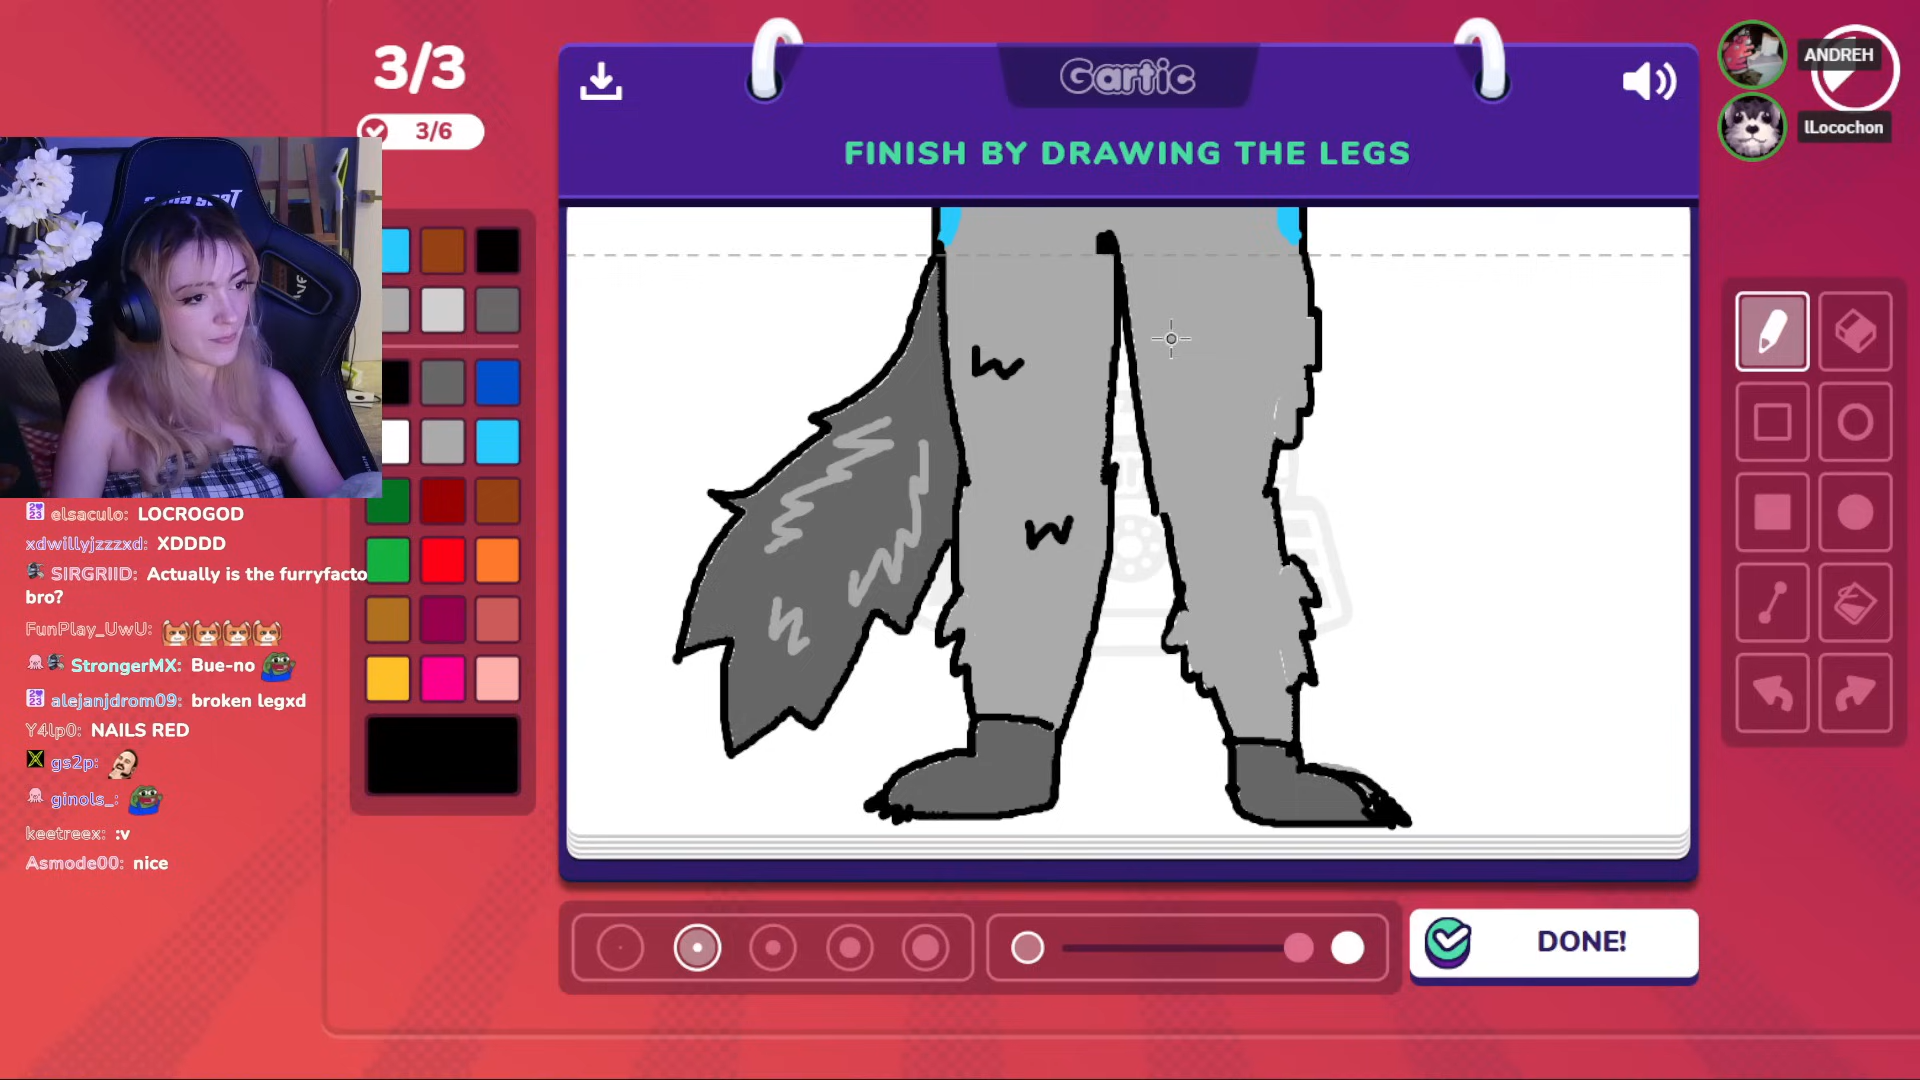 3/3
3/6
Gartic
FINISH BY DRAWING THE LEGS
ANDREH
lLocochon
elsaculo: LOCROGOD
xdwillyjzzzxd: XDDDD
SIRGRIID: Actually is the furryfacto
bro?
FunPlay_UwU:
StrongerMX: Bue-no
alejanjdrom09: broken legxd
Y4lp0: NAILS RED
gs2p:
ginols_:
keetreex: :v
Asmode00: nice
DONE!